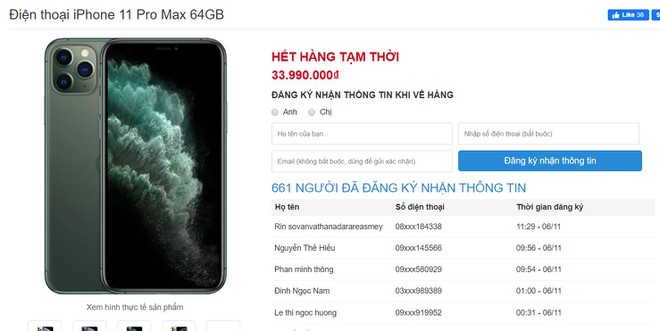 Điện thoại iPhone 11 Pro Max 64GB
Like 38
HẾT HÀNG TẠM THỜI
33.990.000₫
ĐĂNG KÝ NHẬN THÔNG TIN KHI VỀ HÀNG
Anh Chị
Họ tên của bạn
Nhập số điện thoại (bắt buộc)
Email (không bắt buộc, dùng để gửi xác nhận)
Đăng ký nhận thông tin
661 NGƯỜI ĐÃ ĐĂNG KÝ NHẬN THÔNG TIN
Họ tên Số điện thoại Thời gian đăng ký
Rin sovanvathanadarareasmey 08xxx184338 11:29 - 06/11
Nguyễn Thế Hiếu 09xxx145566 09:56 - 06/11
Phan minh thông 09xxx580929 09:54 - 06/11
Đinh Ngọc Nam 03xxx989389 01:00 - 06/11
Le thi ngoc huong 09xxx919952 00:31 - 06/11
Xem hình thực tế sản phẩm